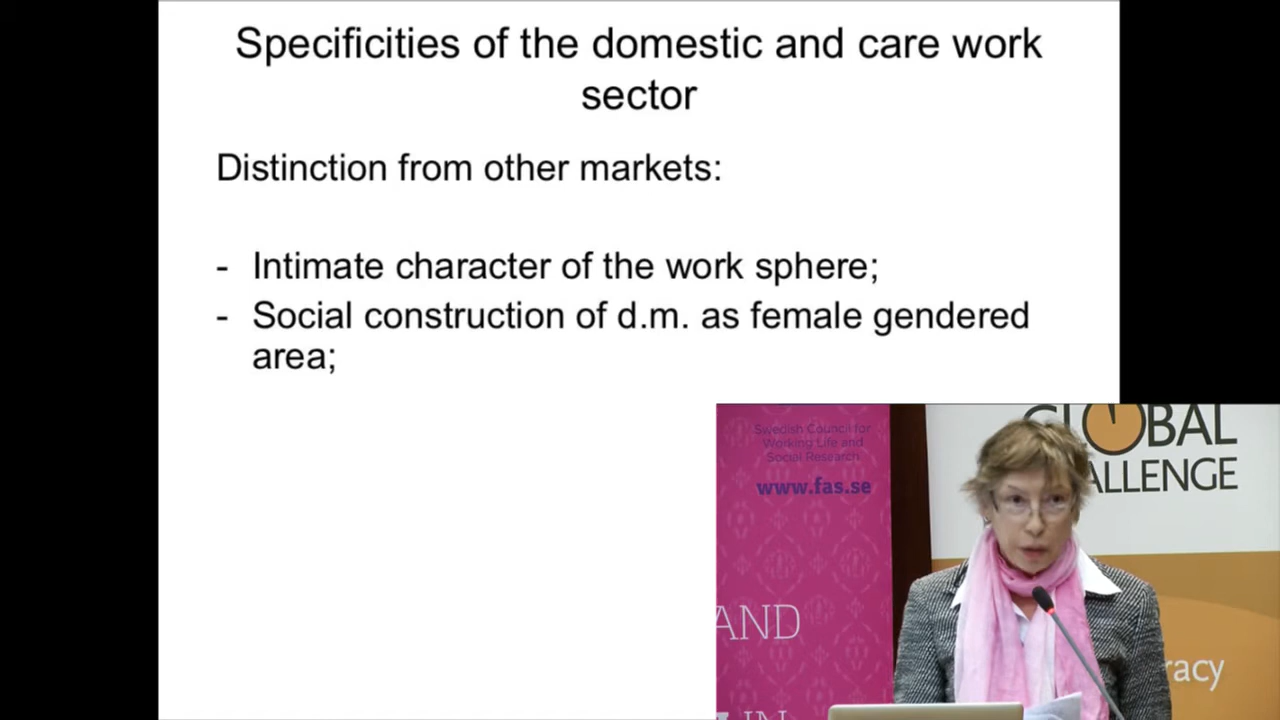 Specificities of the domestic and care work
sector
Distinction from other markets:
- Intimate character of the work sphere;
- Social construction of d.m. as female gendered
area;
Swedish Council for
Working Life and
Social Research
www.fas.se
AND
IN
GLOBAL
ALLENGE
racy